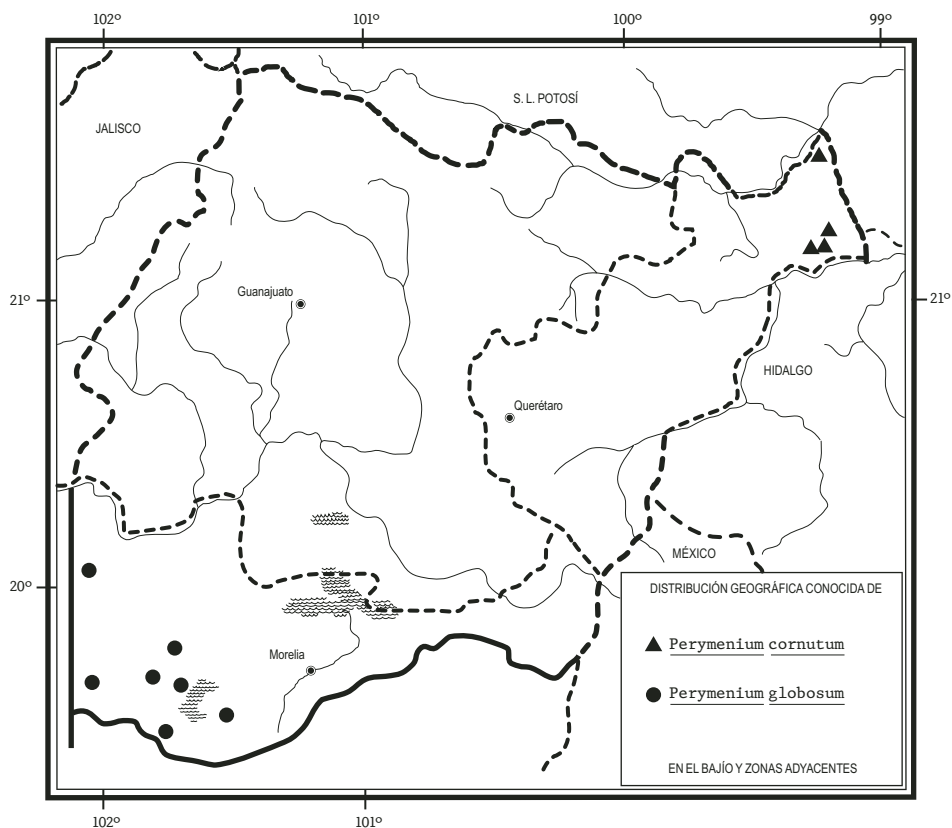 102º 101º 100º 99º
S. L. POTOSÍ
JALISCO
Guanajuato
21º 21º
HIDALGO
Querétaro
MÉXICO
20º
DISTRIBUCIÓN GEOGRÁFICA CONOCIDA DE
Perymenium cornutum
Morelia
Perymenium globosum
EN EL BAJÍO Y ZONAS ADYACENTES
102º 101º